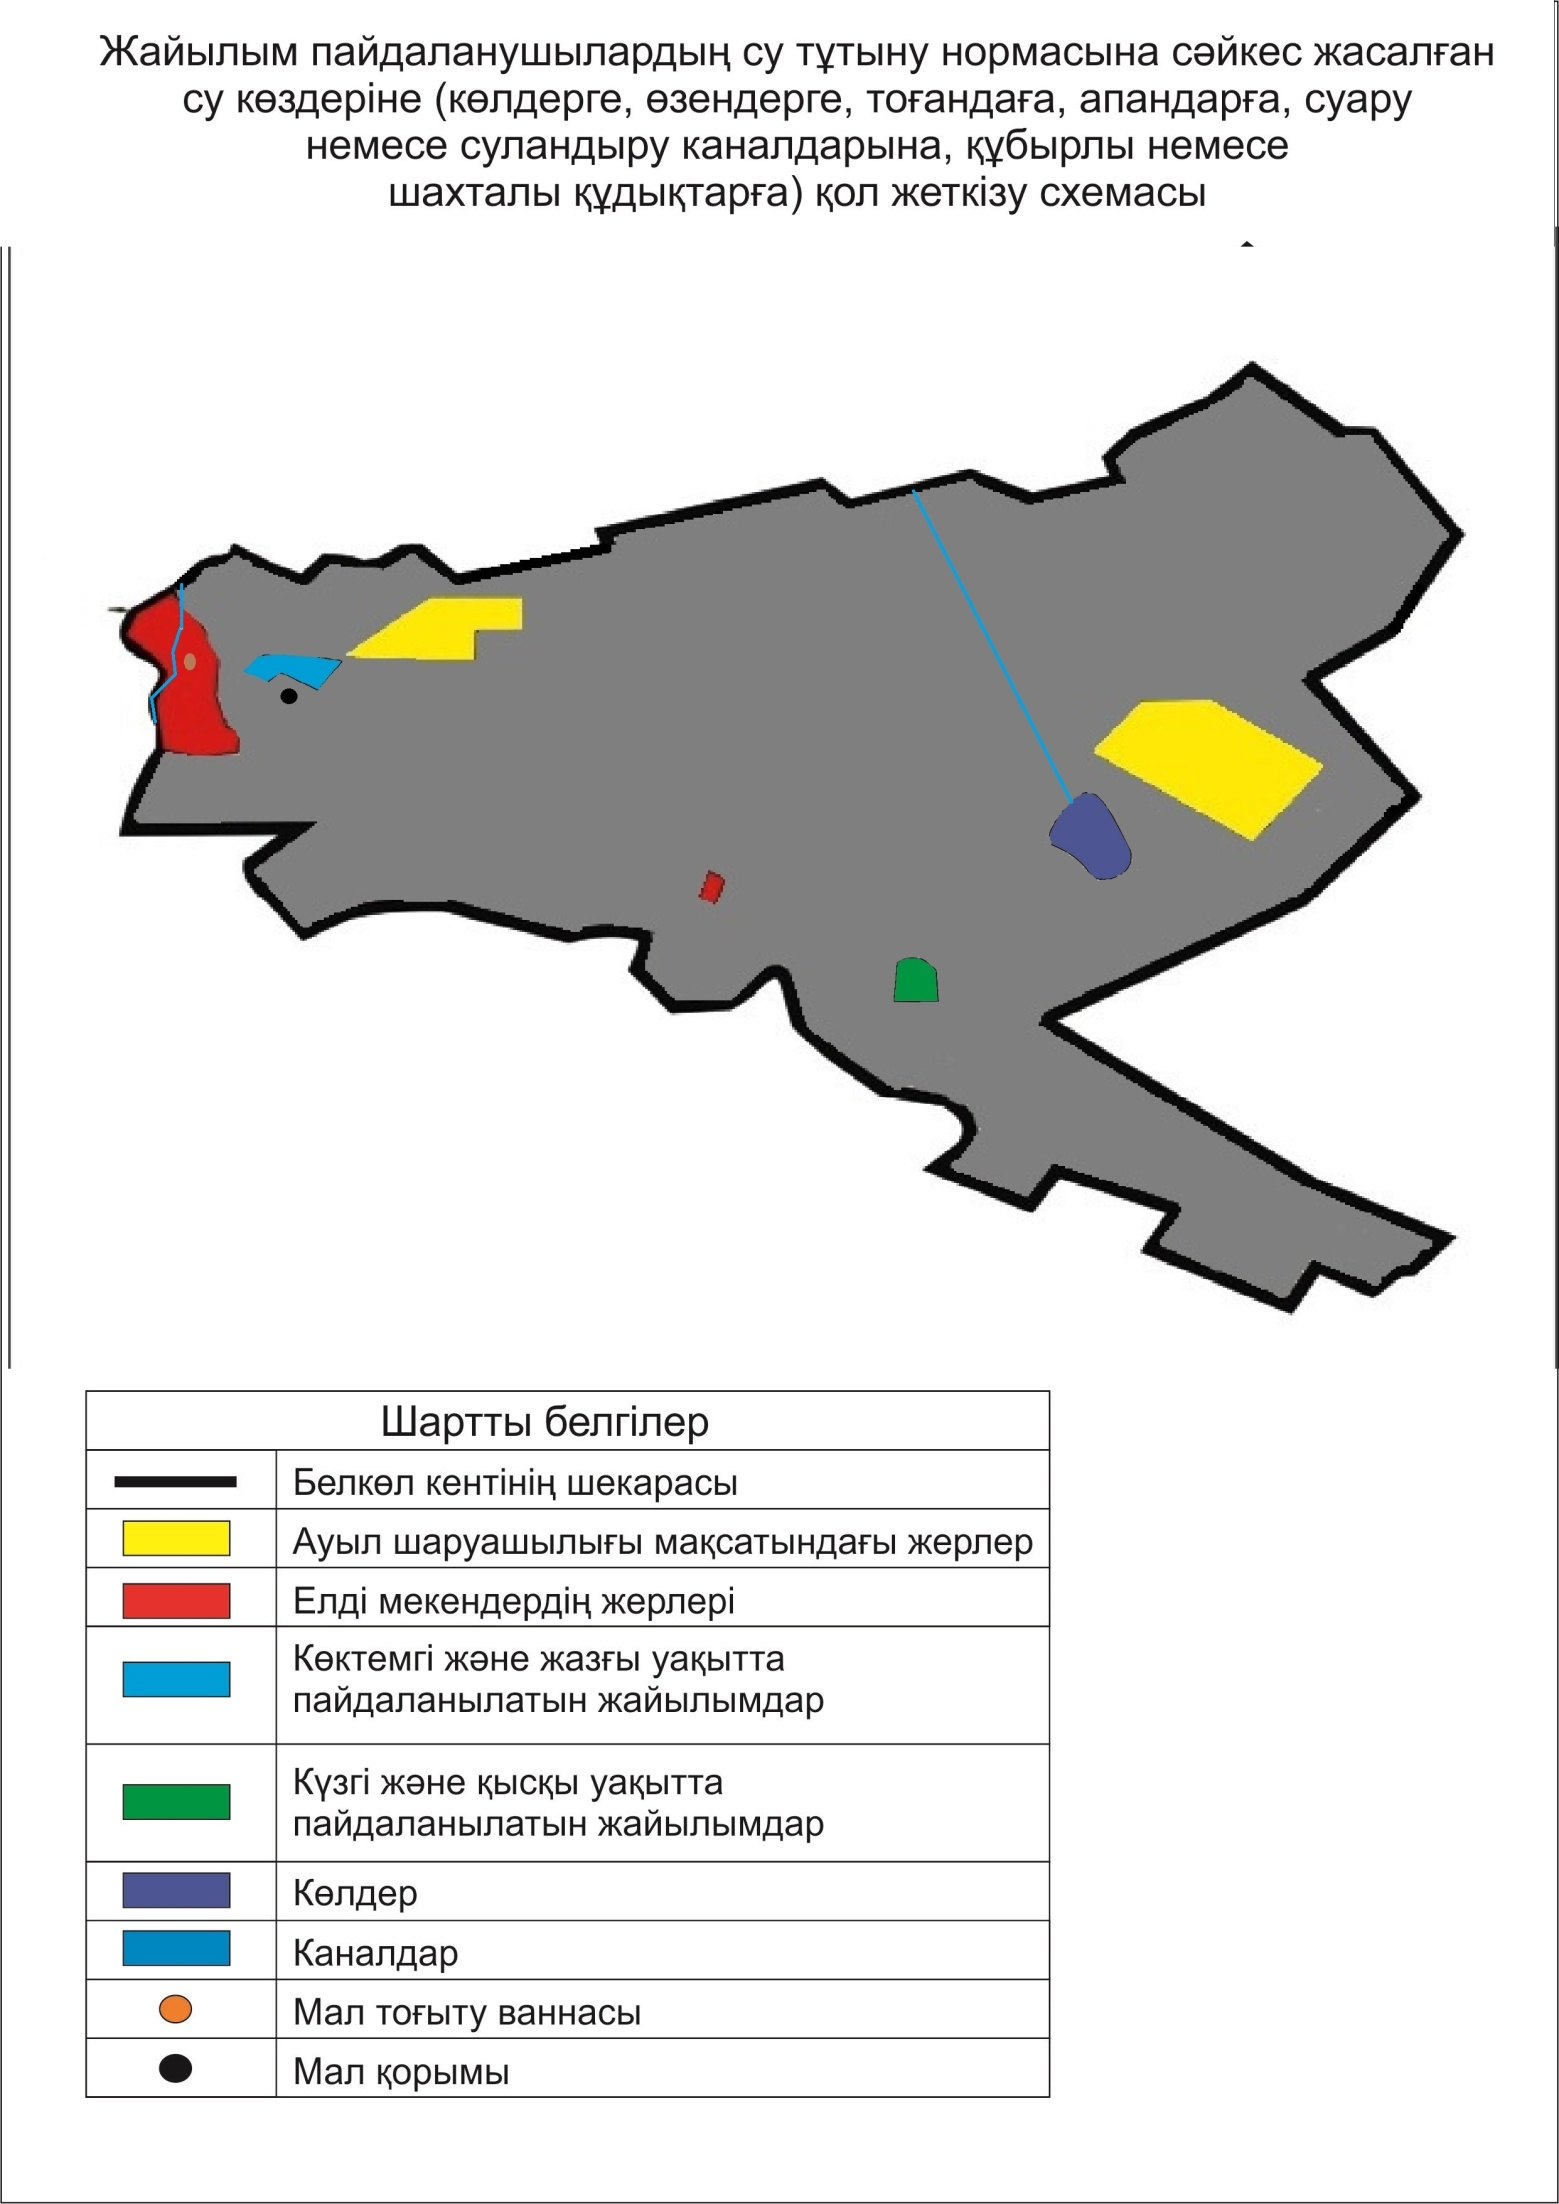 Жайылым пайдаланушылардың су тұтыну нормасына сәйкес жасалған
су көздеріне (көлдерге, өзендерге, тоғандаға, апандарға, суару
немесе суландыру каналдарына, құбырлы немесе
шахталы құдықтарға) қол жеткізу схемасы
Шартты белгілер
Белкөл кентінің шекарасы
Ауыл шаруашылығы мақсатындағы жерлер
Елді мекендердің жерлері
Көктемгі және жазғы уақытта
пайдаланылатын жайылымдар
Күзгі және қысқы уақытта
пайдаланылатын жайылымдар
Көлдер
Каналдар
Мал тоғыту ваннасы
Мал қорымы